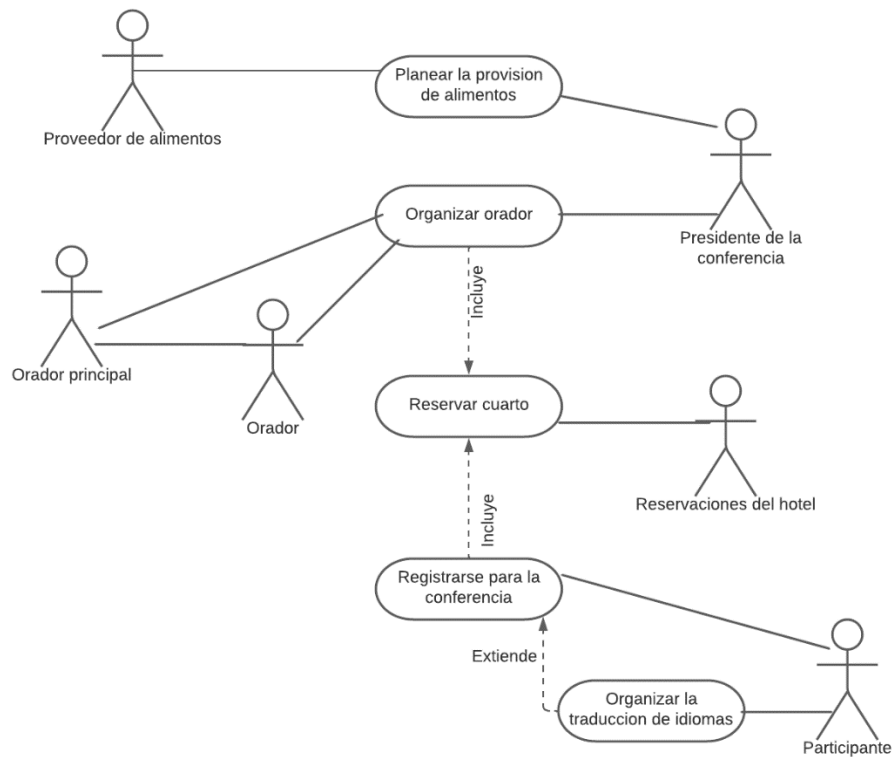 Planear la provision
de alimentos
Proveedor de alimentos
Organizar orador
Presidente de la
conferencia
Incluye
Orador principal
Orador
Reservar cuarto
Reservaciones del hotel
Incluye
Registrarse para la
conferencia
Extiende
Organizar la
traduccion de idiomas
Participante